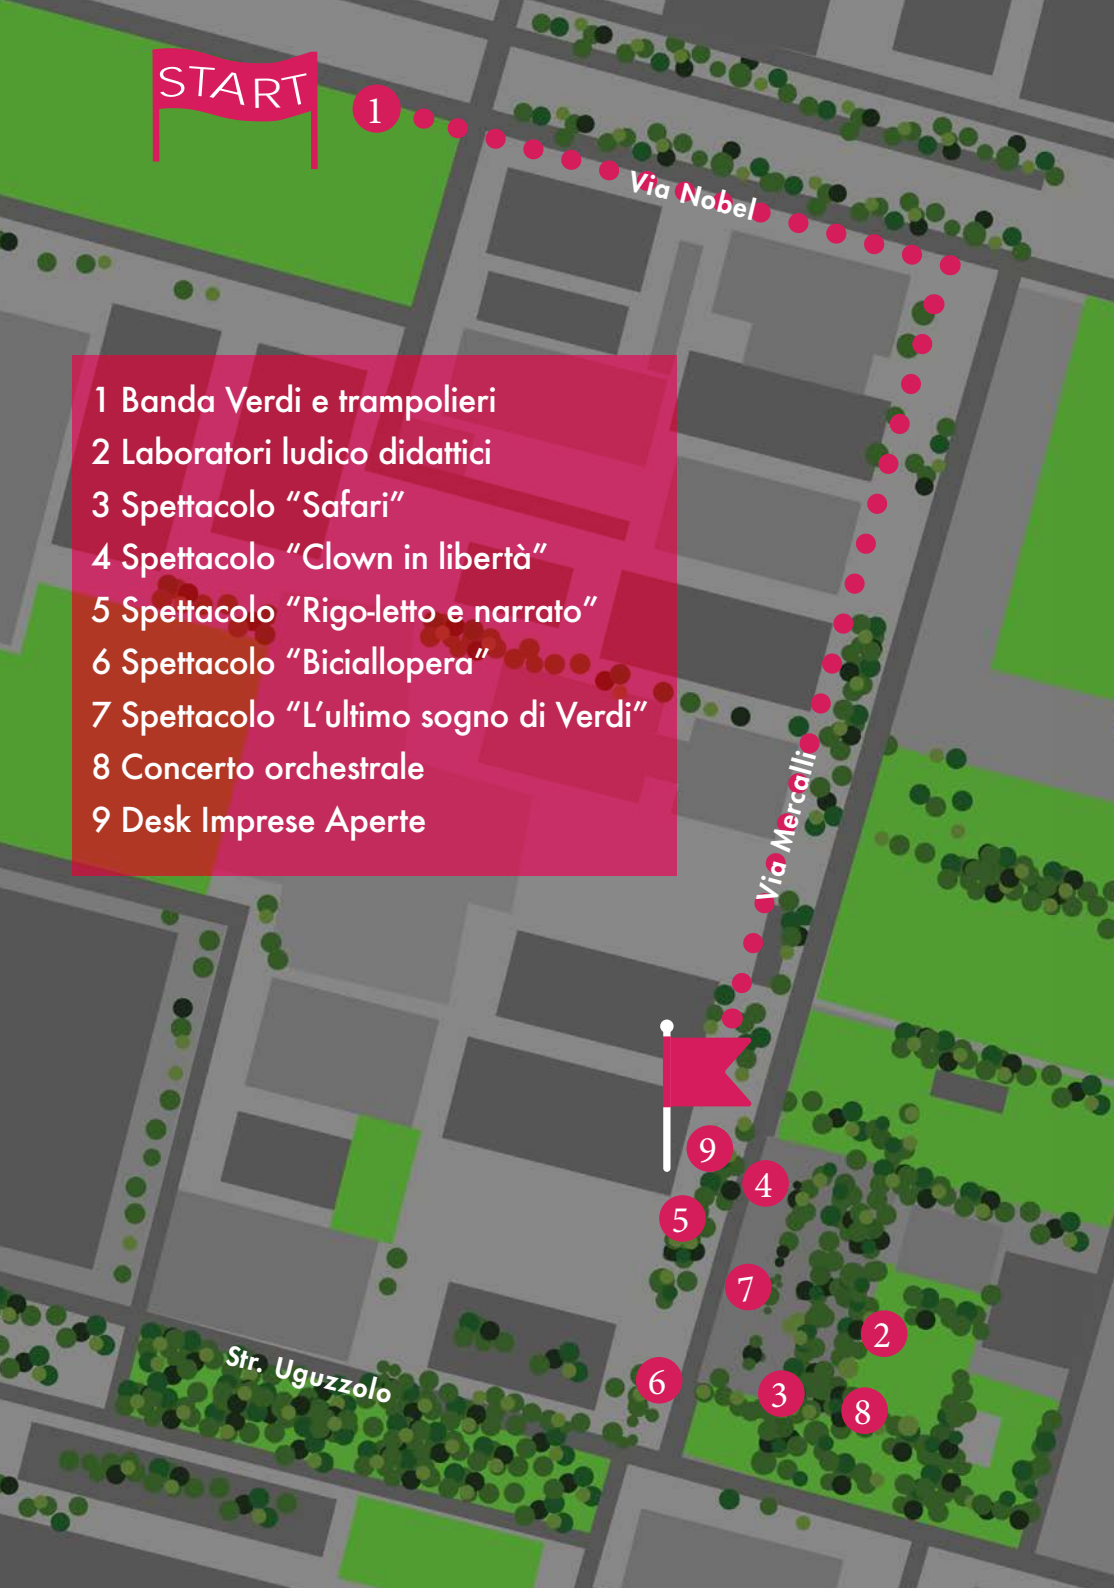 START
1
Via Nobel
1 Banda Verdi e trampolieri
2 Laboratori ludico didattici
3 Spettacolo “Safari”
4 Spettacolo “Clown in libertà”
5 Spettacolo “Rigo-letto e narrato”
6 Spettacolo “Biciallopera”
7 Spettacolo “L’ultimo sogno di Verdi”
8 Concerto orchestrale
9 Desk Imprese Aperte
Via Mercalli
9
4
5
7
2
6
3
8
Str. Uguzzolo